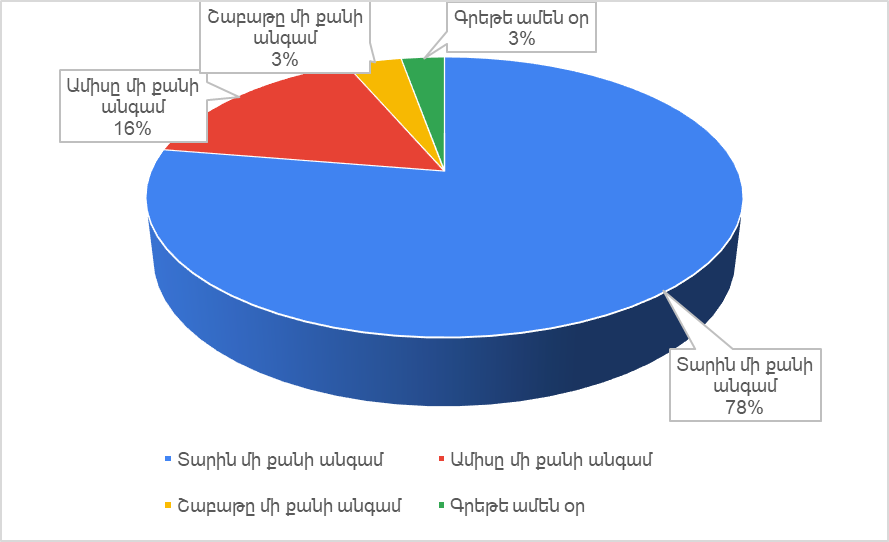 Շաբաթը մի քանի
անգամ
3%
Գրեթե ամեն օր
3%
Ամիսը մի քանի
անգամ
16%
Տարին մի քանի
անգամ
78%
Տարին մի քանի անգամ
Ամիսը մի քանի անգամ
Շաբաթը մի քանի անգամ
Գրեթե ամեն օր